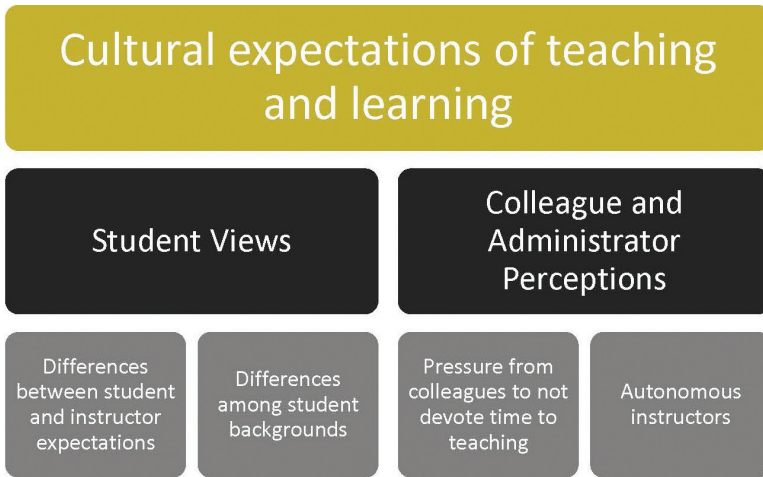 Cultural expectations of teaching
and learning
Student Views
Colleague and
Administrator
Perceptions
Differences
between student
and instructor
expectations
Differences
among student
backgrounds
Pressure from
colleagues to not
devote time to
teaching
Autonomous
instructors